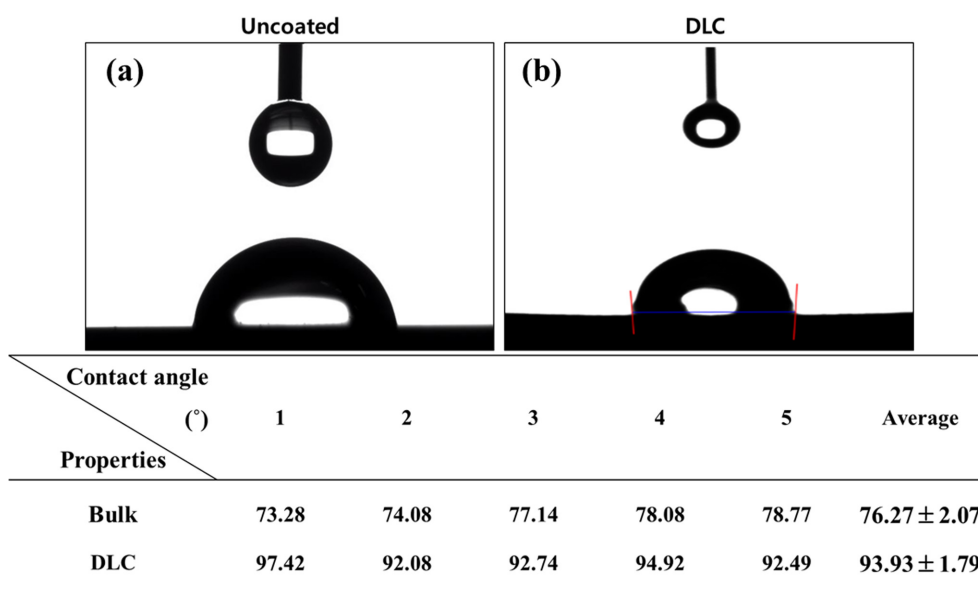 Uncoated DLC
(a) (b)
Contact angle
(°) 1 2 3 4 5 Average
Properties
Bulk 73.28 74.08 77.14 78.08 78.77 76.27±2.07
DLC 97.42 92.08 92.74 94.92 92.49 93.93±1.79